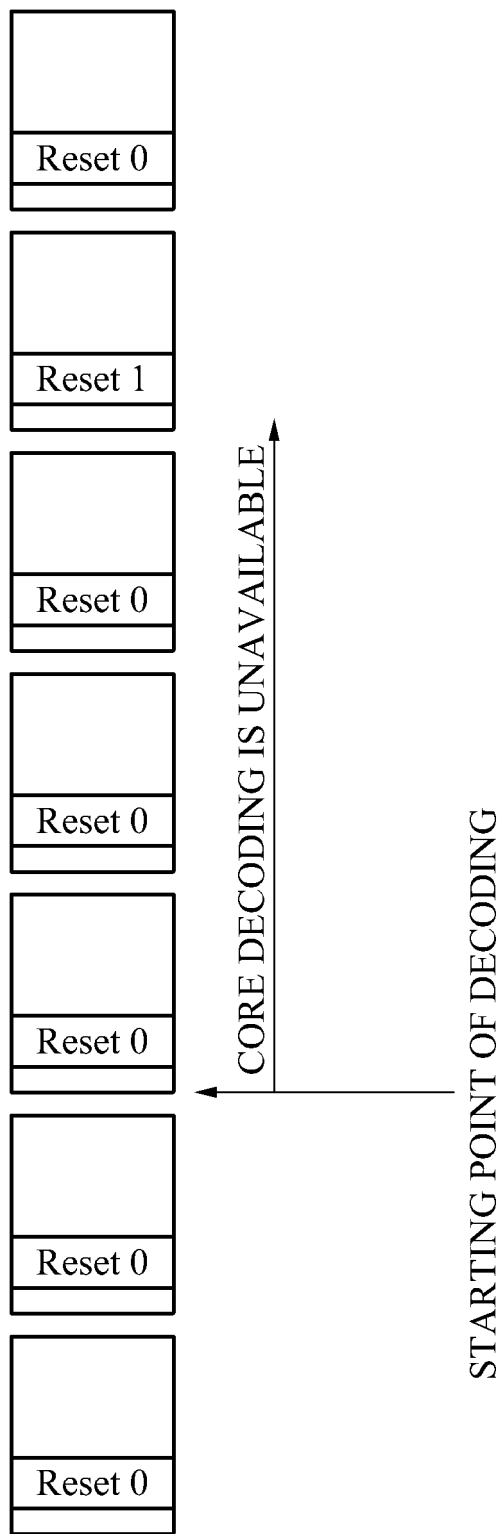 Reset 0
Reset 1
Reset 0
Reset 0
Reset 0
Reset 0
Reset 0
CORE DECODING IS UNAVAILABLE
STARTING POINT OF DECODING